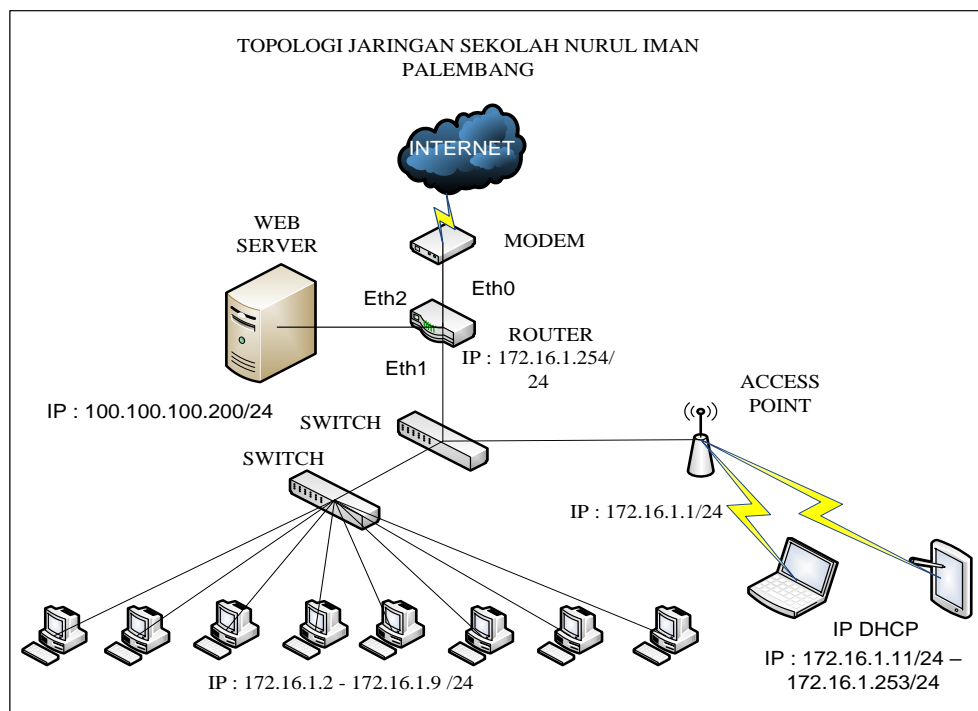 TOPOLOGI JARINGAN SEKOLAH NURUL IMAN
PALEMBANG
INTERNET
WEB
SERVER
MODEM
Eth2
Eth0
ROUTER
IP : 172.16.1.254/
24
Eth1
IP : 100.100.100.200/24
ACCESS
POINT
SWITCH
SWITCH
IP : 172.16.1.1/24
IP DHCP
IP : 172.16.1.11/24 –
172.16.1.253/24
IP : 172.16.1.2 - 172.16.1.9 /24